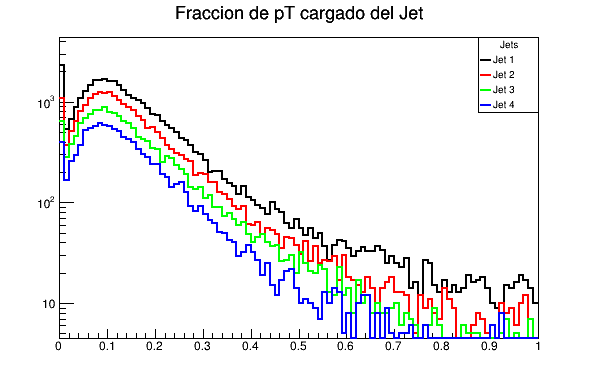 Fraccion de pT cargado del Jet
Jets
Jet 1
Jet 2
Jet 3
Jet 4
10³
10²
10
0 0.1 0.2 0.3 0.4 0.5 0.6 0.7 0.8 0.9 1